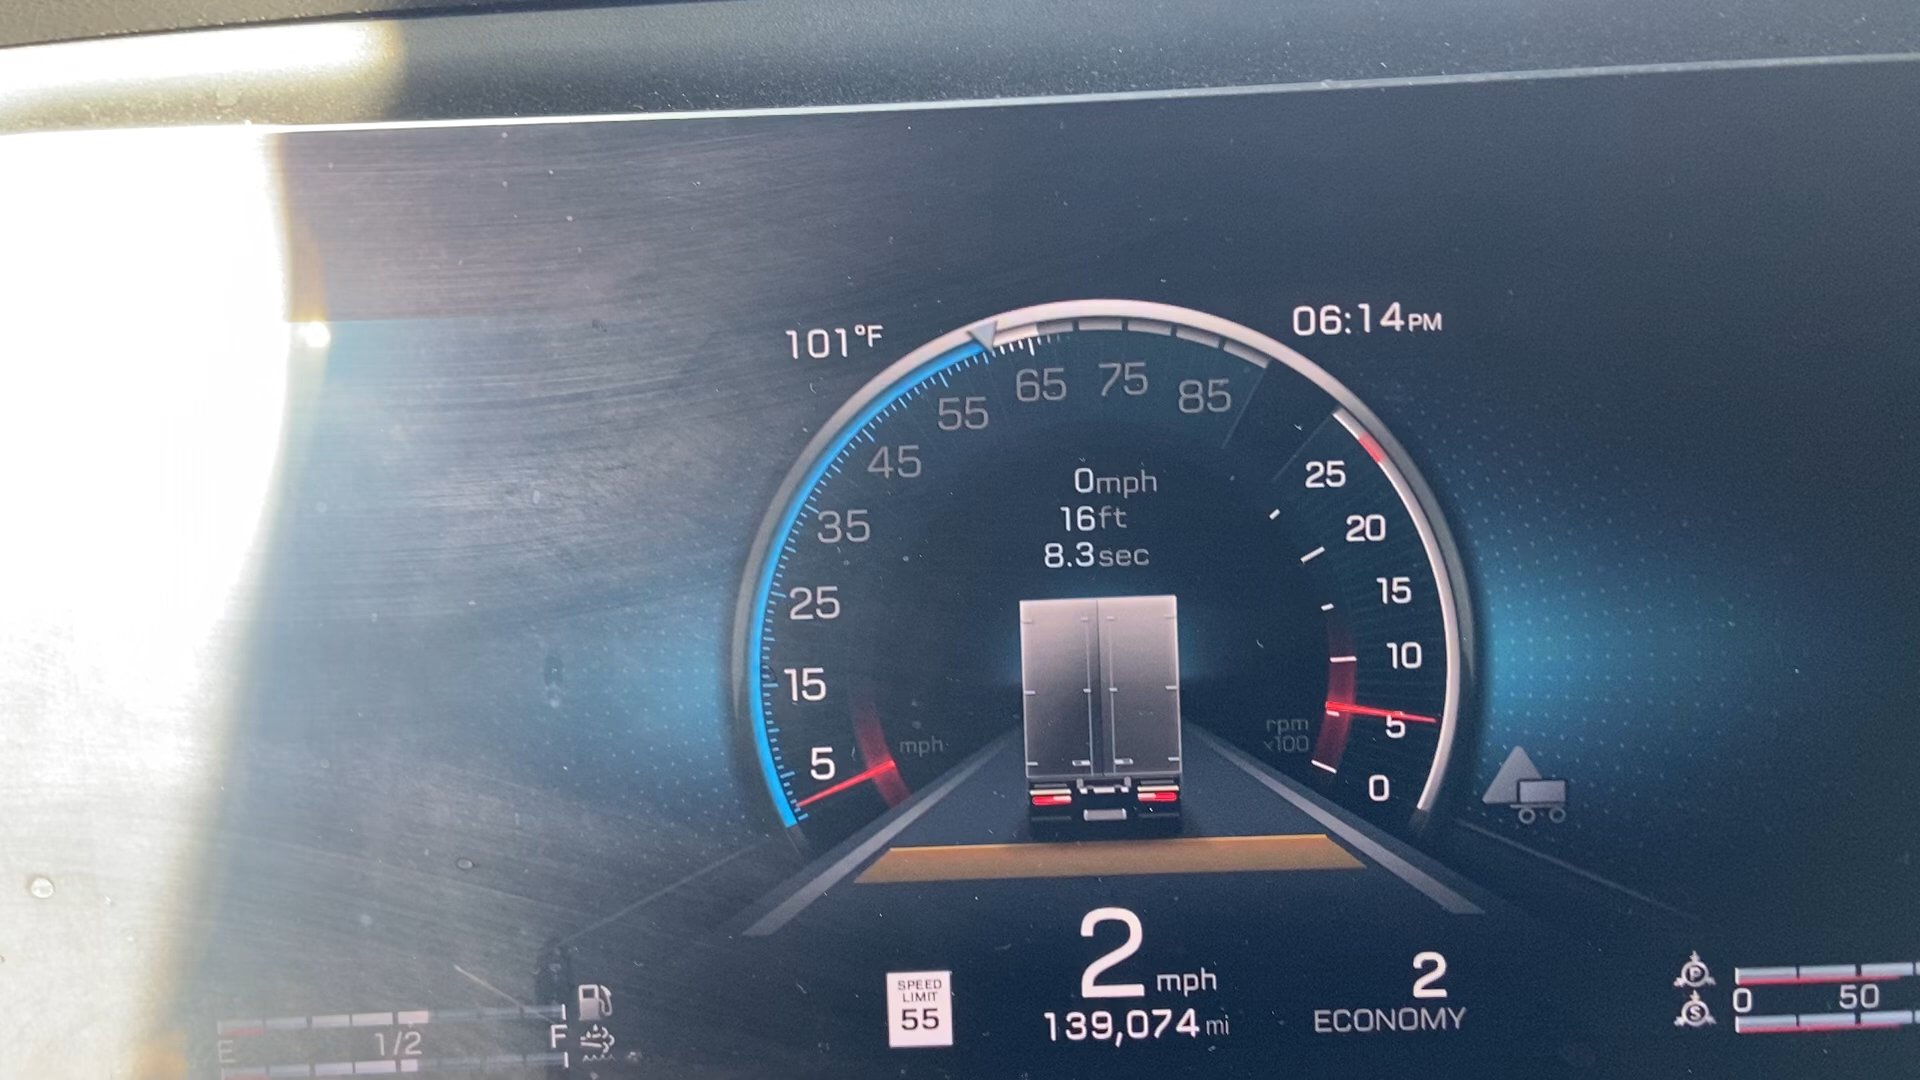 101°F
06:14PM
5
15
25
35
45
55
65
75
85
mph
0mph
16ft
8.3sec
25
20
15
10
5
0
rpm
x100
2 mph
139,074 mi
SPEED
LIMIT
55
2
ECONOMY
E 1/2 F
P
S
0 50